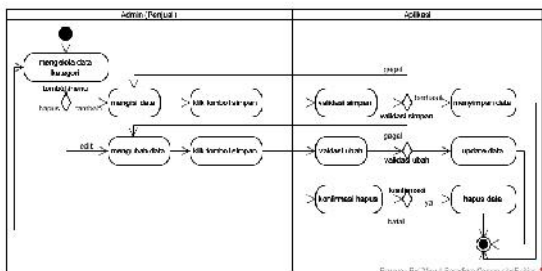 Admin (Penjual)
Aplikasi
mengelola data
kategori
tombol menu
hapus
tambah
mengisi data
klik tombol simpan
validasi simpan
gagal
berhasil
validasi simpan
menyimpan data
edit
mengubah data
klik tombol simpan
validasi ubah
gagal
validasi ubah
update data
konfirmasi hapus
konfirmasi
ya
batal
hapus data